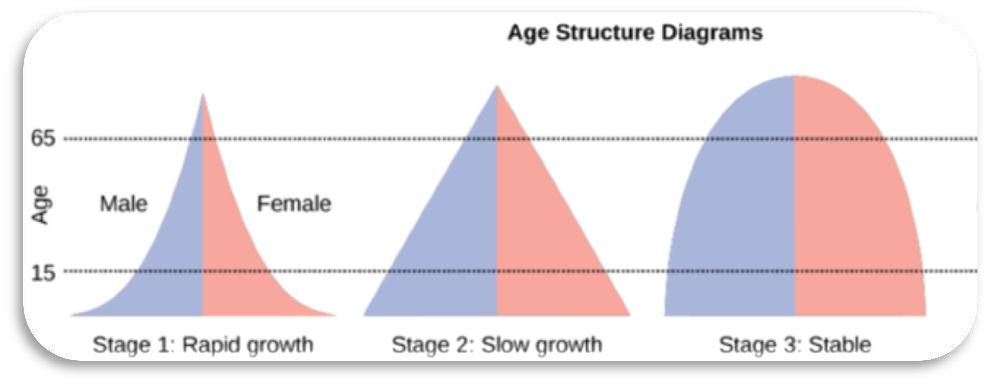 Age Structure Diagrams
65
Age
Male
Female
15
Stage 1: Rapid growth
Stage 2: Slow growth
Stage 3: Stable